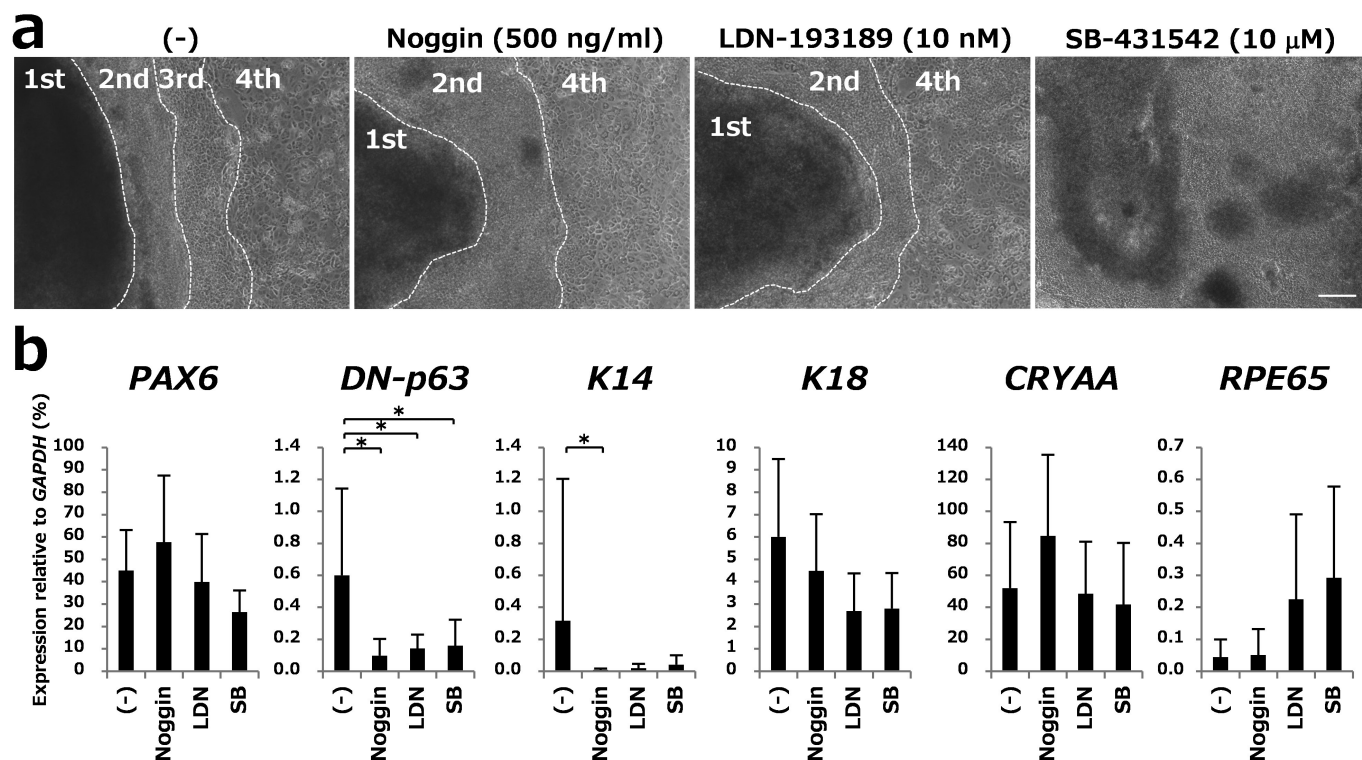 a
(-)
Noggin (500 ng/ml)
LDN-193189 (10 nM)
SB-431542 (10 μM)
1st 2nd 3rd 4th
1st 2nd 4th
1st 2nd 4th
b
PAX6
DN-p63
K14
K18
CRYAA
RPE65
Expression relative to GAPDH (%)
100
90
80
70
60
50
40
30
20
10
0
(-)
Noggin
LDN
SB
* * *
1.4
1.2
1.0
0.8
0.6
0.4
0.2
0.0
(-)
Noggin
LDN
SB
*
1.4
1.2
1.0
0.8
0.6
0.4
0.2
0.0
(-)
Noggin
LDN
SB
10
9
8
7
6
5
4
3
2
1
0
(-)
Noggin
LDN
SB
140
120
100
80
60
40
20
0
(-)
Noggin
LDN
SB
0.7
0.6
0.5
0.4
0.3
0.2
0.1
0.0
(-)
Noggin
LDN
SB